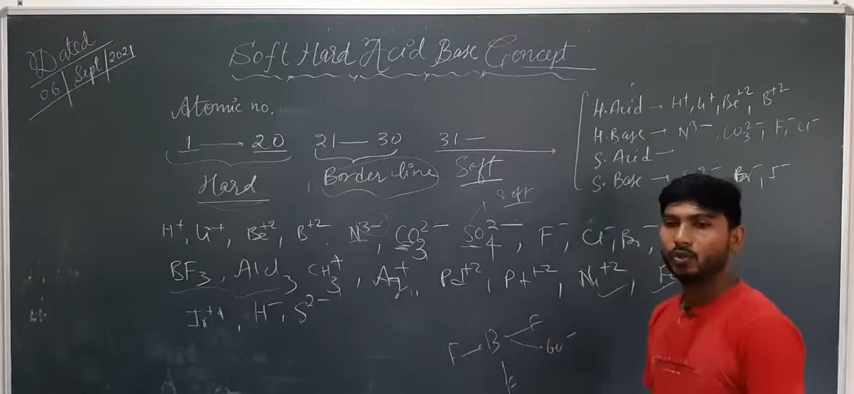 Dated
06 Sept 2021
Soft Hard Acid Base Concept
Atomic no.
1 → 20 21 — 30 31 —
Hard , Border line Soft
soft
H.Acid → H⁺, Li⁺, Be⁺², B⁺²
H.Base → N³⁻, CO₃²⁻, F⁻, Cl⁻
S. Acid →
S. Base → Br⁻, I⁻
H⁺, Li⁺, Be⁺², B⁺², N³⁻, CO₃²⁻, SO₄²⁻, F⁻, Cl⁻, Br⁻,
BF₃, AlCl₃, CH₃⁺, Ag⁺, Pd⁺², Pt⁺², Ni⁺²,
H⁻, S²⁻
F B F
F